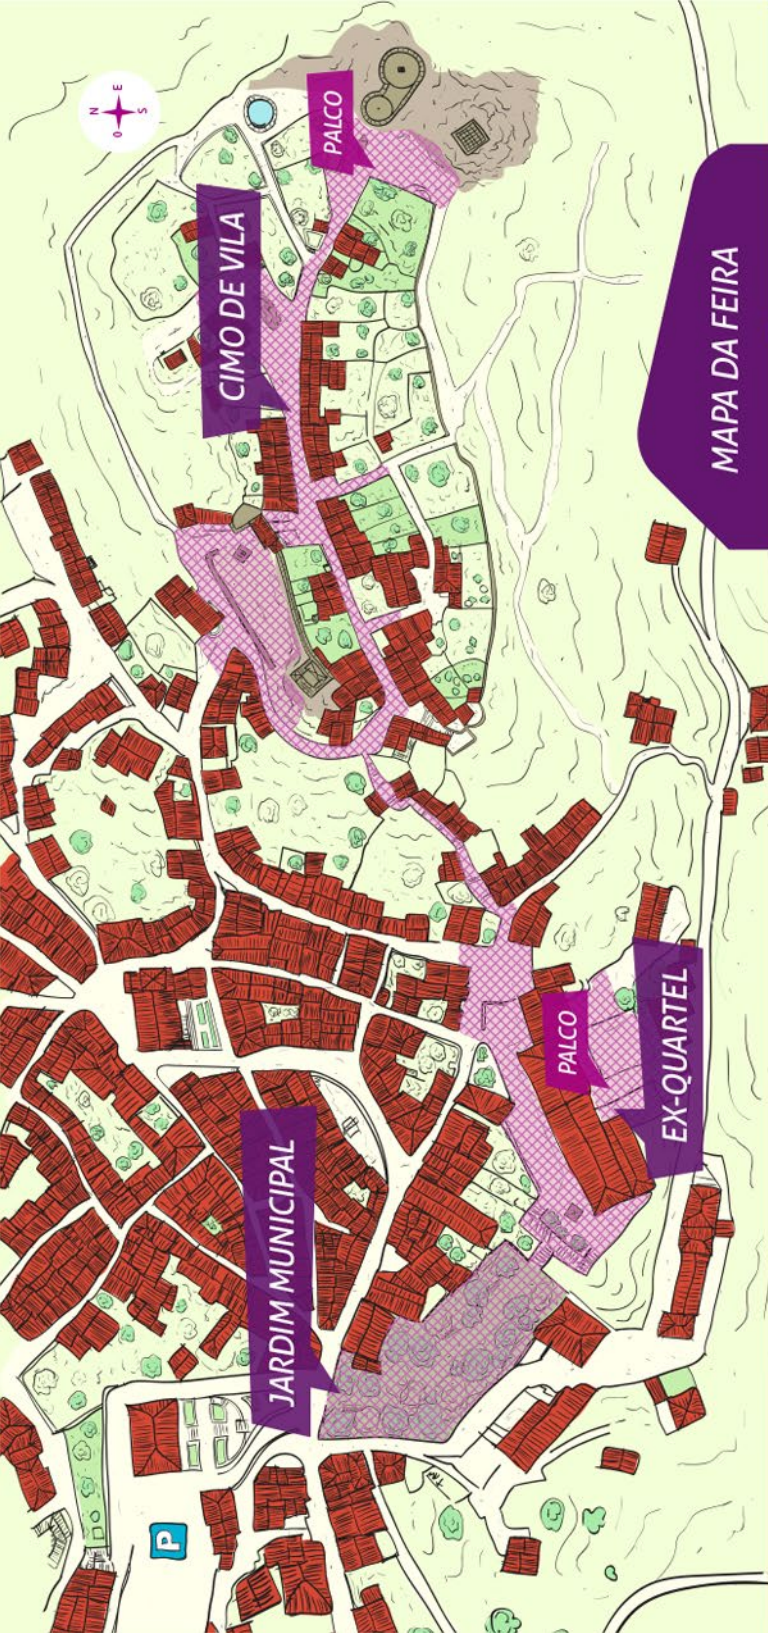 MAPA DA FEIRA
PALCO
CIMO DE VILA
PALCO
EX-QUARTEL
JARDIM MUNICIPAL
P
N
E
S
O